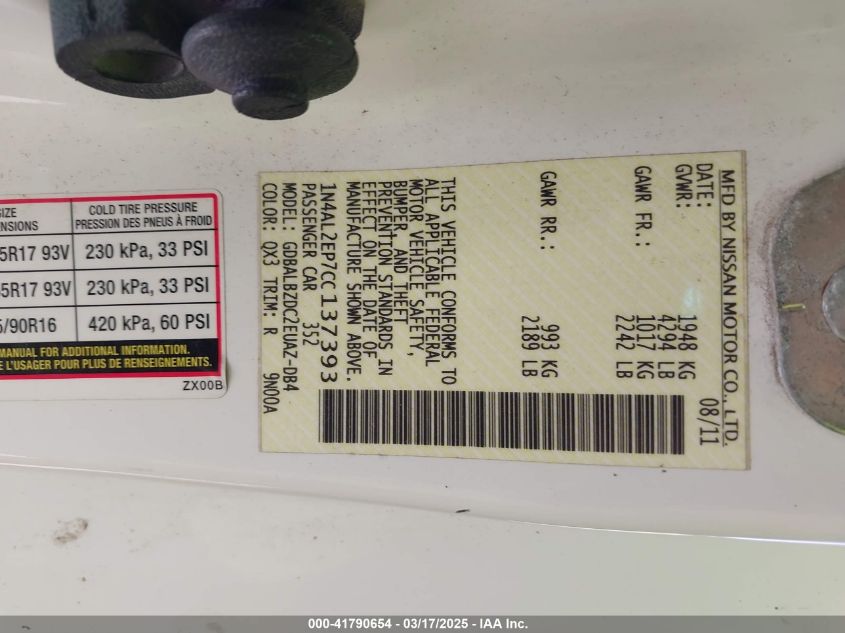 SIZE
COLD TIRE PRESSURE
DIMENSIONS
PRESSION DES PNEUS À FROID
5R17 93V 230 kPa, 33 PSI
5R17 93V 230 kPa, 33 PSI
/90R16 420 kPa, 60 PSI
MANUAL FOR ADDITIONAL INFORMATION.
L'USAGER POUR PLUS DE RENSEIGNEMENTS.
ZX00B
MFD BY NISSAN MOTOR CO., LTD.
DATE: 08/11
GVWR: 1948 KG
4294 LB
GAWR FR.: 1017 KG
2242 LB
GAWR RR.: 993 KG
2189 LB
THIS VEHICLE CONFORMS TO
ALL APPLICABLE FEDERAL
MOTOR VEHICLE SAFETY,
BUMPER, AND THEFT
PREVENTION STANDARDS IN
EFFECT ON THE DATE OF
MANUFACTURE SHOWN ABOVE.
1N4AL2EP7CC137393
PASSENGER CAR 352
MODEL: GDBALBZDC2EUAZ-DB4
COLOR: QX3 TRIM: R 9N00A
000-41790654 - 03/17/2025 - IAA Inc.